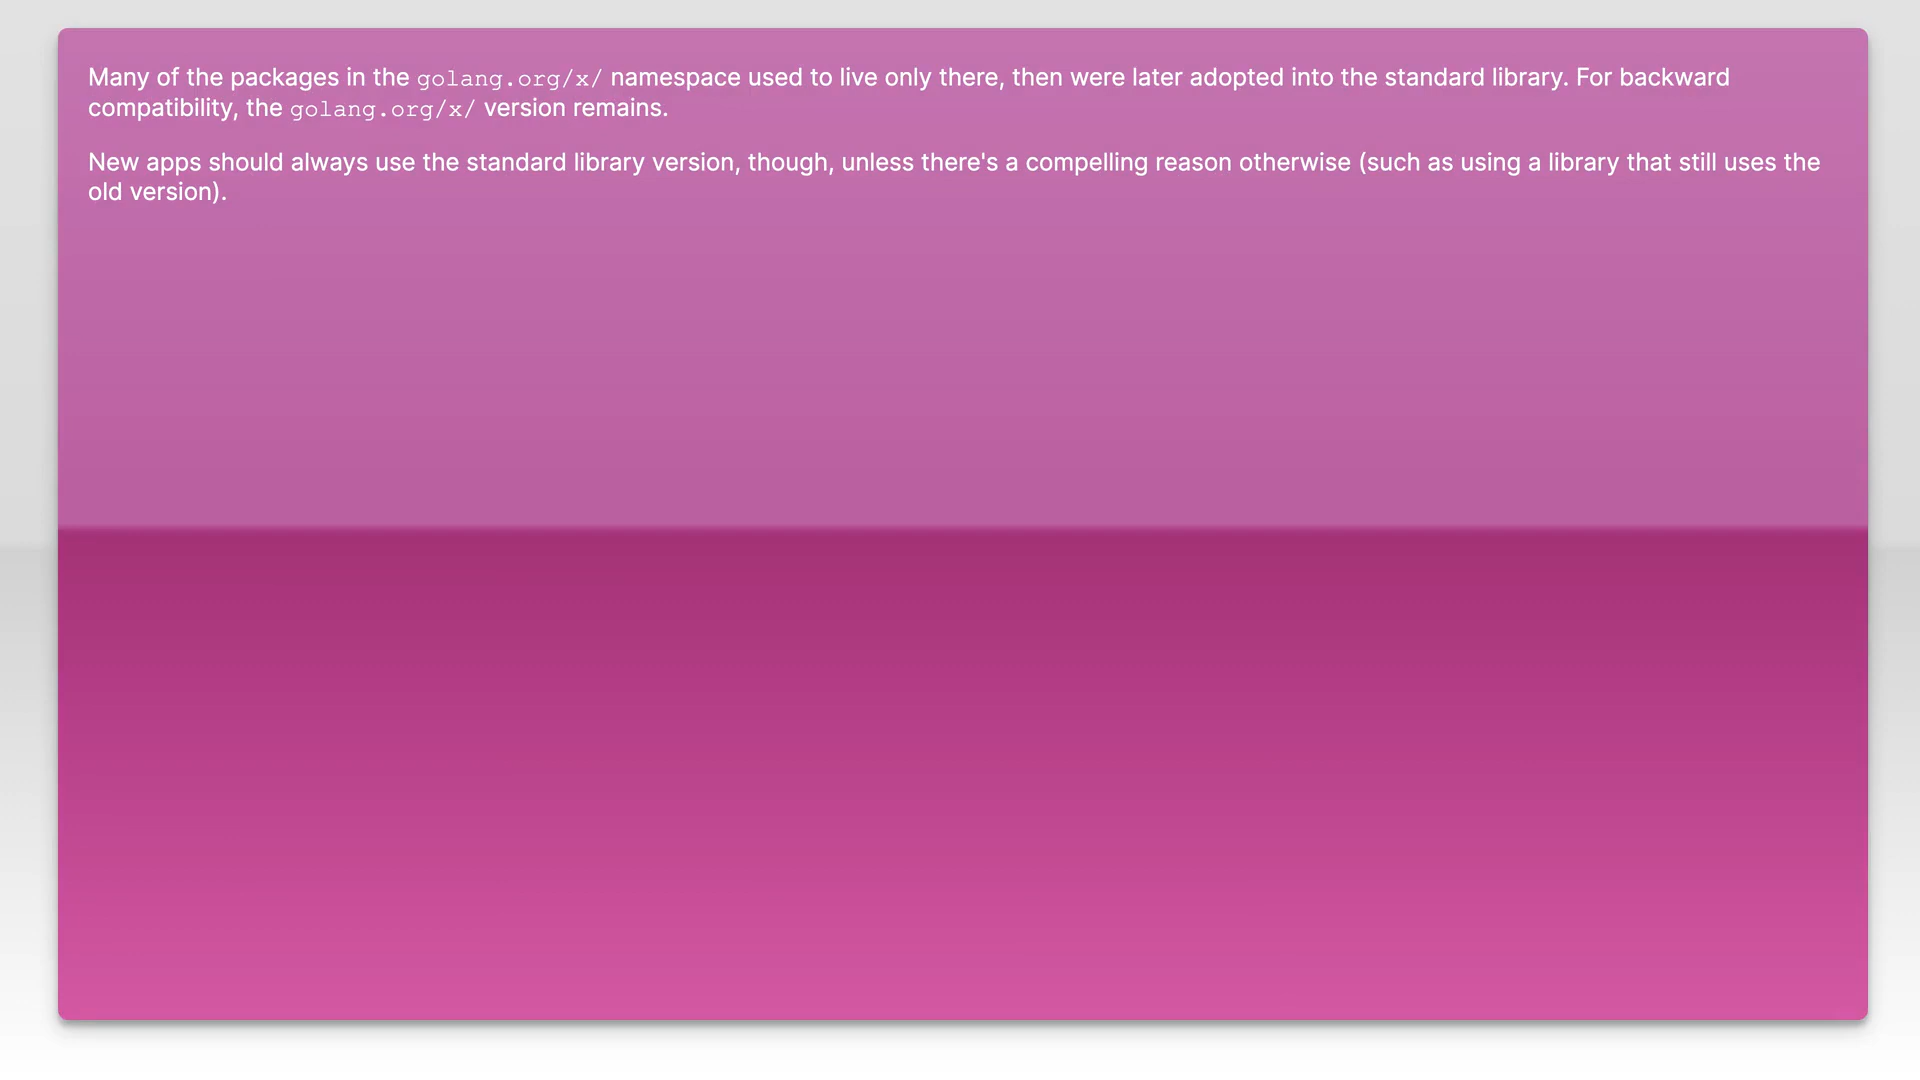 Many of the packages in the golang.org/x/ namespace used to live only there, then were later adopted into the standard library. For backward
compatibility, the golang.org/x/ version remains.
New apps should always use the standard library version, though, unless there's a compelling reason otherwise (such as using a library that still uses the
old version).